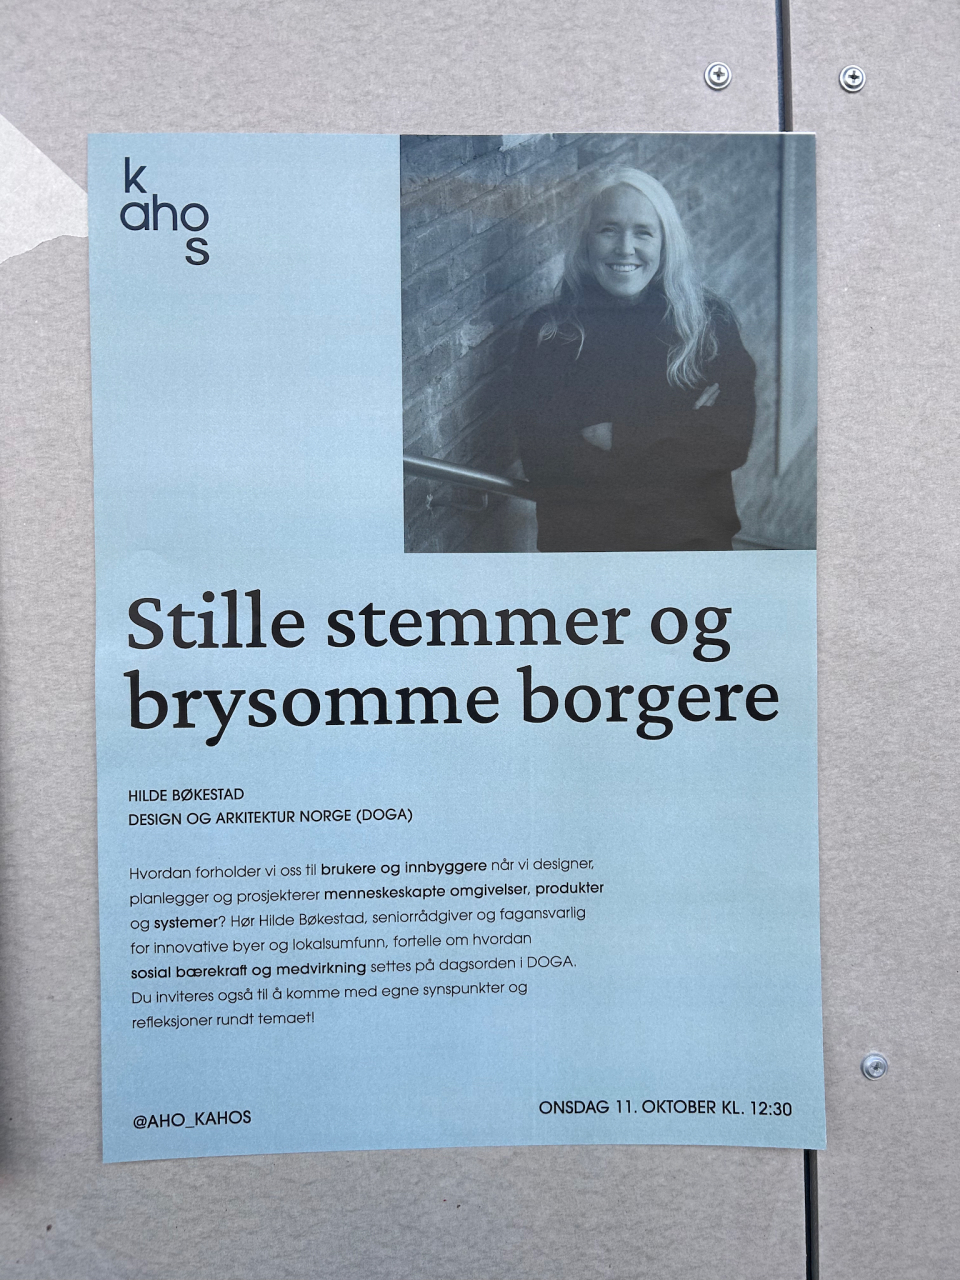 k
aho
s
Stille stemmer og
brysomme borgere
HILDE BØKESTAD
DESIGN OG ARKITEKTUR NORGE (DOGA)
Hvordan forholder vi oss til brukere og innbyggere når vi designer,
planlegger og prosjekterer menneskeskapte omgivelser, produkter
og systemer? Hør Hilde Bøkestad, seniorrådgiver og fagansvarlig
for innovative byer og lokalsumfunn, fortelle om hvordan
sosial bærekraft og medvirkning settes på dagsorden i DOGA.
Du inviteres også til å komme med egne synspunkter og
refleksjoner rundt temaet!
@AHO_KAHOS
ONSDAG 11. OKTOBER KL. 12:30